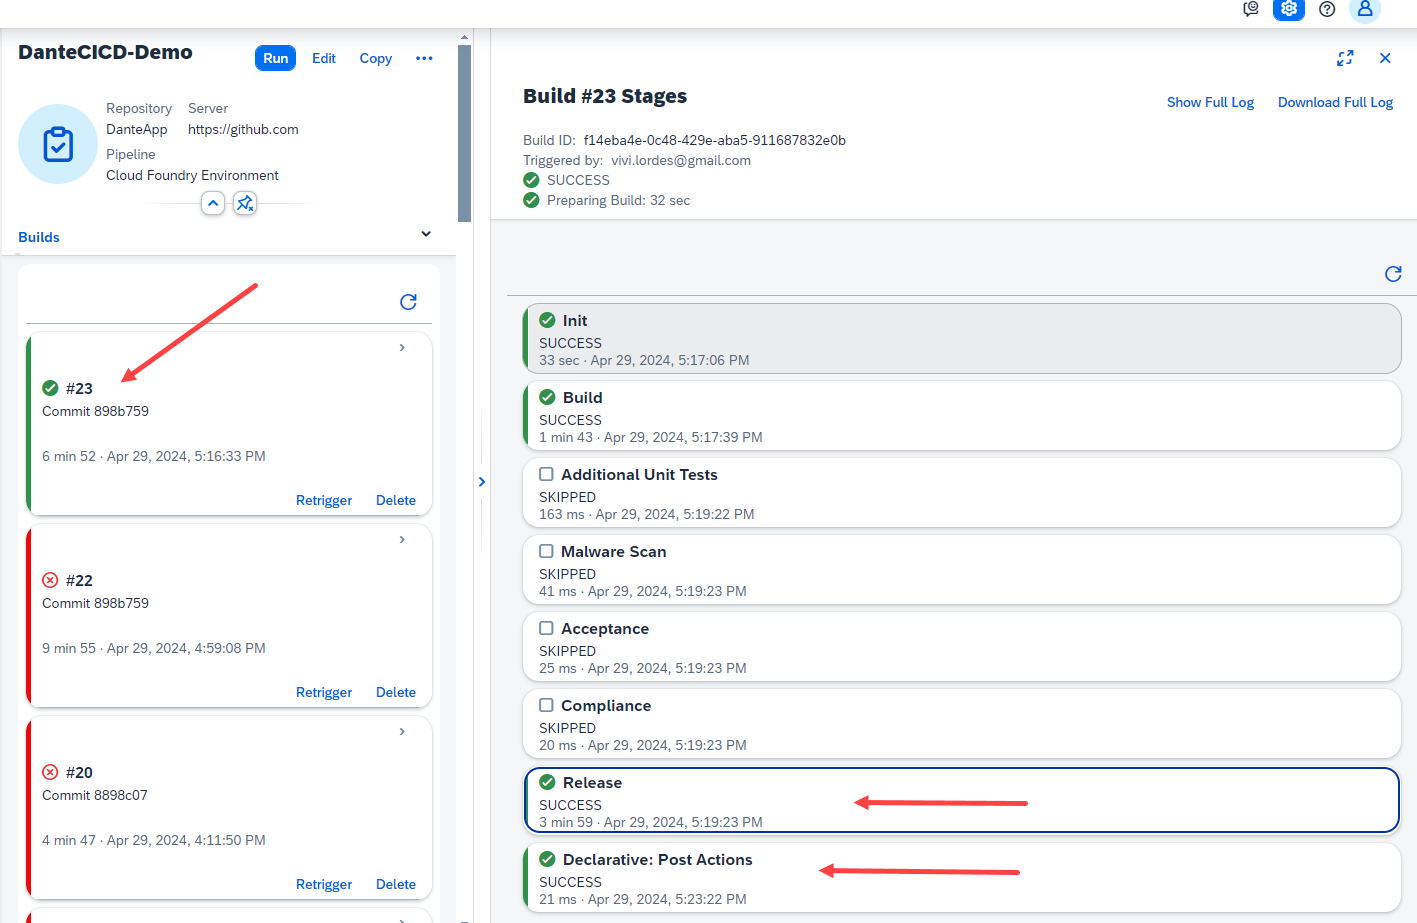 DanteCICD-Demo
Run Edit Copy
Repository Server
DanteApp https://github.com
Pipeline
Cloud Foundry Environment
Builds
#23
Commit 898b759
6 min 52 · Apr 29, 2024, 5:16:33 PM
Retrigger Delete
#22
Commit 898b759
9 min 55 · Apr 29, 2024, 4:59:08 PM
Retrigger Delete
#20
Commit 8898c07
4 min 47 · Apr 29, 2024, 4:11:50 PM
Retrigger Delete
Build #23 Stages
Show Full Log Download Full Log
Build ID: f14eba4e-0c48-429e-aba5-911687832e0b
Triggered by: vivi.lordes@gmail.com
SUCCESS
Preparing Build: 32 sec
Init
SUCCESS
33 sec · Apr 29, 2024, 5:17:06 PM
Build
SUCCESS
1 min 43 · Apr 29, 2024, 5:17:39 PM
Additional Unit Tests
SKIPPED
163 ms · Apr 29, 2024, 5:19:22 PM
Malware Scan
SKIPPED
41 ms · Apr 29, 2024, 5:19:23 PM
Acceptance
SKIPPED
25 ms · Apr 29, 2024, 5:19:23 PM
Compliance
SKIPPED
20 ms · Apr 29, 2024, 5:19:23 PM
Release
SUCCESS
3 min 59 · Apr 29, 2024, 5:19:23 PM
Declarative: Post Actions
SUCCESS
21 ms · Apr 29, 2024, 5:23:22 PM